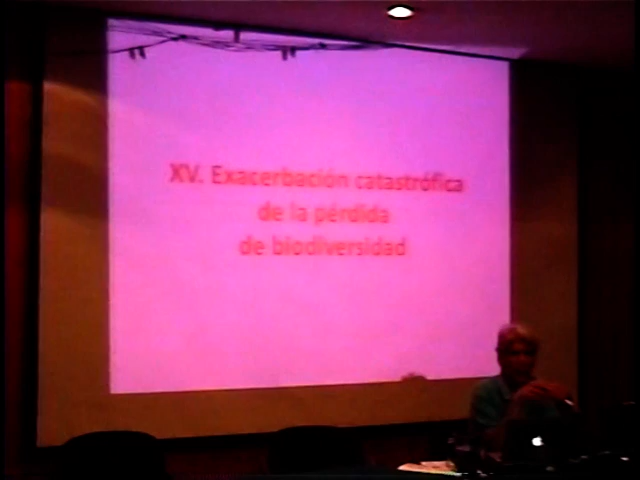 XV. Exacerbación catastrófica
de la pérdida
de biodiversidad